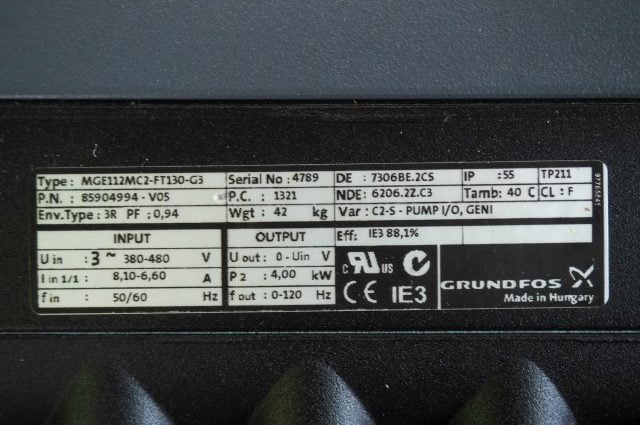 Type : MGE112MC2-FT130-G3 Serial No : 4789 DE : 7306BE.2CS IP : 55 TP211
P.N. : 85904994 - V05 P.C. : 1321 NDE: 6206.2Z.C3 Tamb: 40 C CL : F
Env.Type : 3R PF : 0,94 Wgt : 42 kg Var : C2-S - PUMP I/O, GENI
INPUT OUTPUT Eff: IE3 88,1%
U in : 3 ~ 380-480 V U out : 0 - Uin V
I in 1/1 : 8,10-6,60 A P 2 : 4,00 kW
f in : 50/60 Hz f out : 0-120 Hz
c RU US C
CE IE3
GRUNDFOS X
Made in Hungary